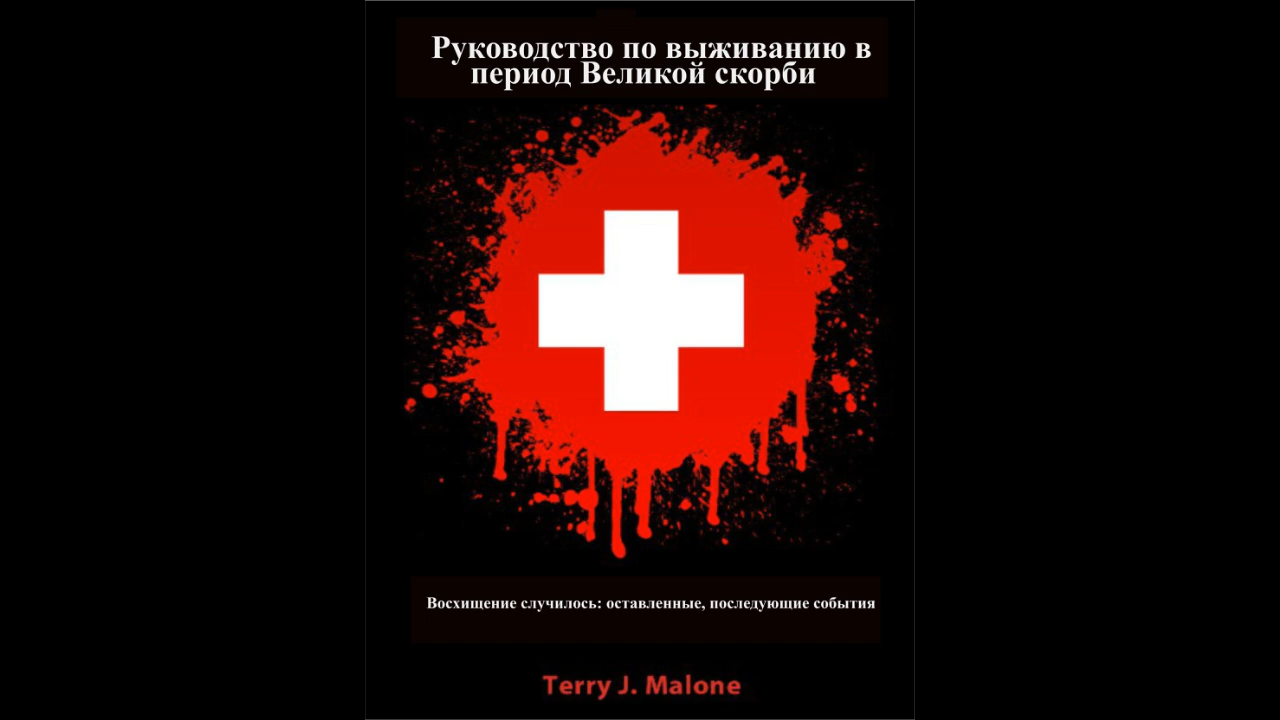 Руководство по выживанию в
период Великой скорби
Восхищение случилось: оставленные, последующие события
Terry J. Malone